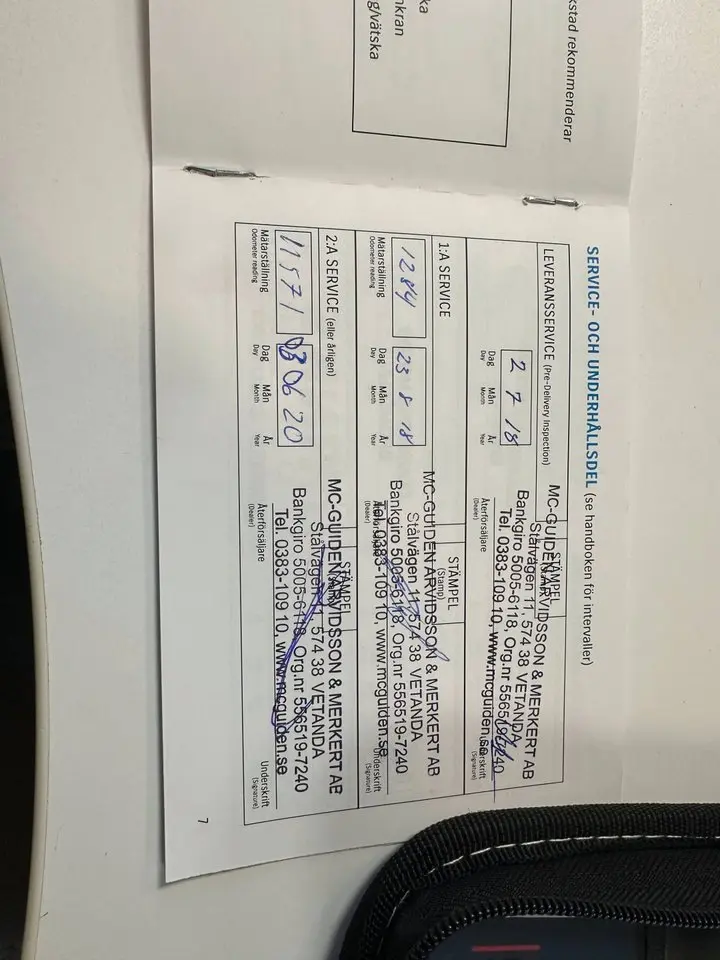 kstad rekommenderar
ka
nkran
g/vätska
SERVICE- OCH UNDERHÅLLSDEL (se handboken för intervaller)
LEVERANSSERVICE (Pre-Delivery Inspection)
2 7 18
Dag Mån År
Day Month Year
STÄMPEL
MC-GUIDEN ARVIDSSON & MERKERT AB
Stålvägen 11, 574 38 VETANDA
Bankgiro 5005-6118, Org.nr 556519-7240
Tel. 0383-109 10, www.mcguiden.se
Återförsäljare
(Dealer)
Underskrift
(Signature)
1:A SERVICE
1284
23 8 18
Mätarställning
Odometer reading
Dag Mån År
Day Month Year
STÄMPEL
(Stamp)
MC-GUIDEN ARVIDSSON & MERKERT AB
Stålvägen 11, 574 38 VETANDA
Bankgiro 5005-6118, Org.nr 556519-7240
Tel. 0383-109 10, www.mcguiden.se
(Dealer)
Underskrift
(Signature)
2:A SERVICE (eller årligen)
11571
03 06 20
Mätarställning
Odometer reading
Dag Mån År
Day Month Year
STÄMPEL
MC-GUIDEN ARVIDSSON & MERKERT AB
Stålvägen 11, 574 38 VETANDA
Bankgiro 5005-6118, Org.nr 556519-7240
Tel. 0383-109 10, www.mcguiden.se
Återförsäljare
(Dealer)
Underskrift
(Signature)
7